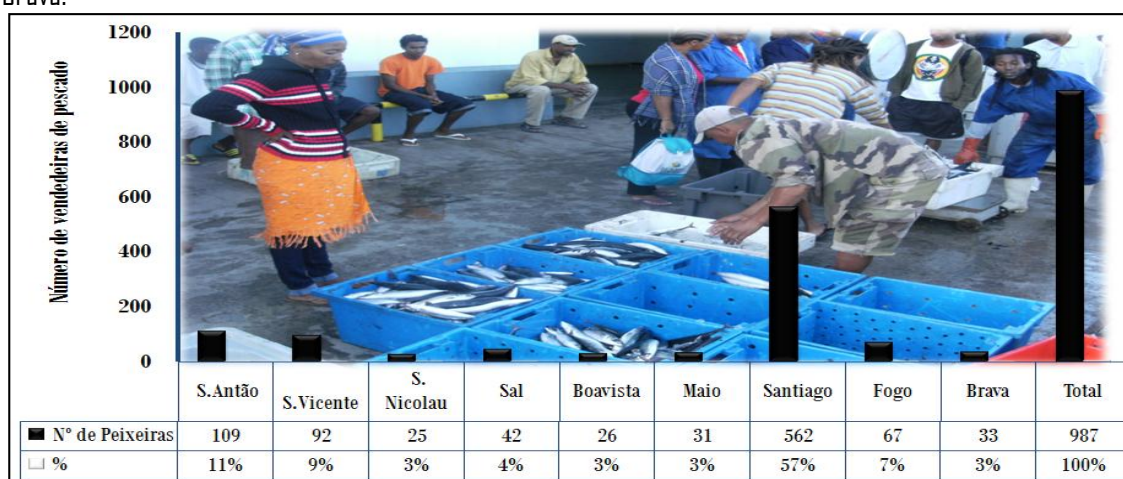 Brava.
Número de vendedeiras de pescado
1200
1000
800
600
400
200
0
S.Antão S.Vicente S. Nicolau Sal Boavista Maio Santiago Fogo Brava Total
Nº de Peixeiras 109 92 25 42 26 31 562 67 33 987
% 11% 9% 3% 4% 3% 3% 57% 7% 3% 100%